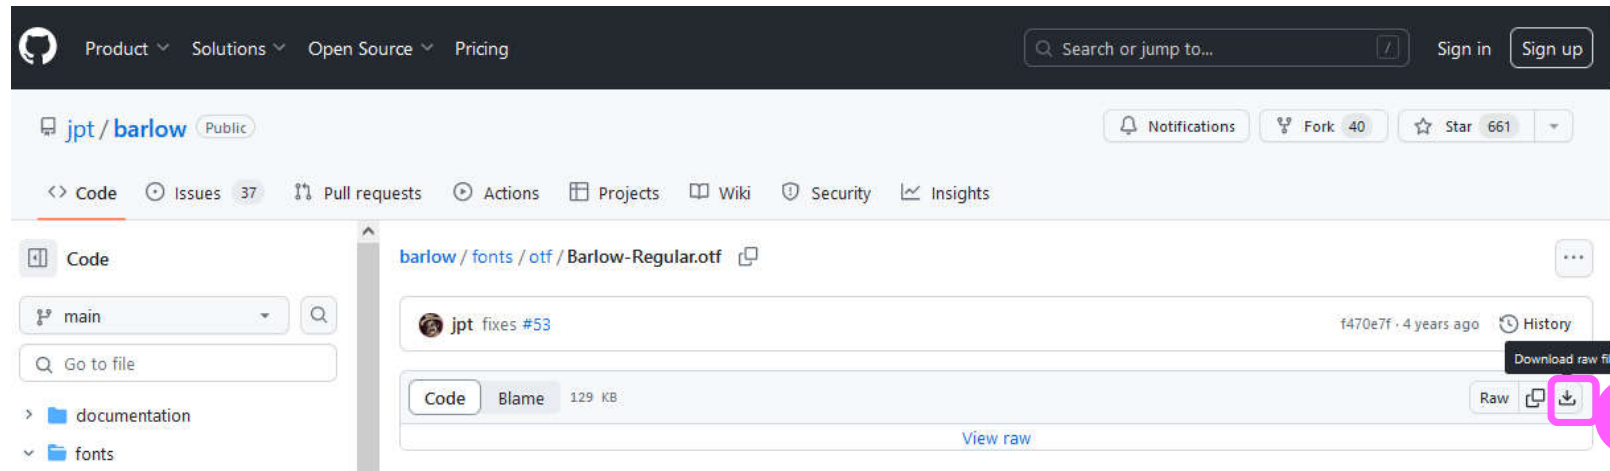 Product Solutions Open Source Pricing Search or jump to... / Sign in Sign up
jpt / barlow Public Notifications Fork 40 Star 661
Code Issues 37 Pull requests Actions Projects Wiki Security Insights
Code
main
Go to file
documentation
fonts
barlow / fonts / otf / Barlow-Regular.otf ...
jpt fixes #53 f470e7f · 4 years ago History
Download raw fi
Code Blame 129 KB Raw
View raw